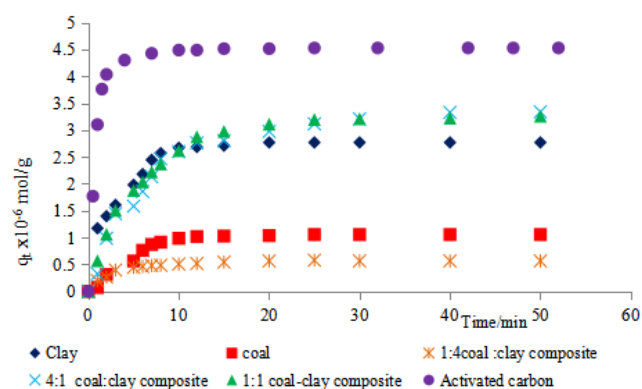 5
4.5
4
3.5
3
2.5
2
1.5
1
0.5
0
qt x10-6 mol/g
0 10 20 30 40 50 60
Time/min
Clay coal 1:4coal :clay composite
4:1 coal:clay composite 1:1 coal-clay composite Activated carbon